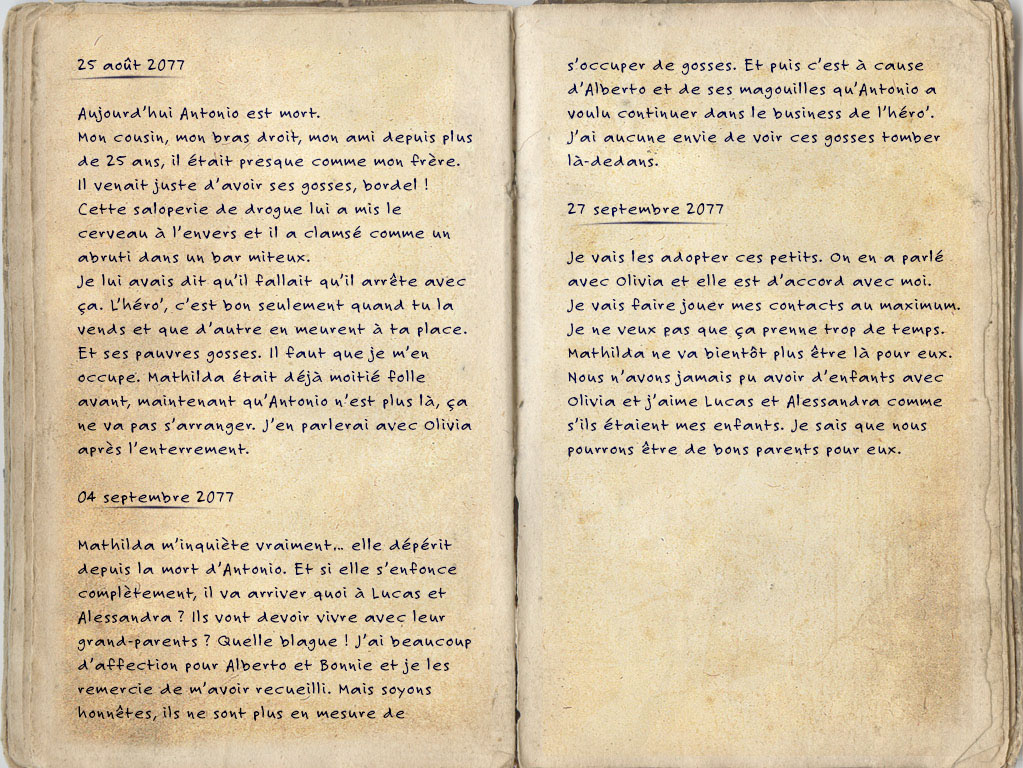 25 août 2077
Aujourd'hui Antonio est mort.
Mon cousin, mon bras droit, mon ami depuis plus
de 25 ans, il était presque comme mon frère.
Il venait juste d'avoir ses gosses, bordel !
Cette saloperie de drogue lui a mis le
cerveau à l'envers et il a clamsé comme un
abruti dans un bar miteux.
Je lui avais dit qu'il fallait qu'il arrête avec
ça. L'héro', c'est bon seulement quand tu la
vends et que d'autre en meurent à ta place.
Et ses pauvres gosses. Il faut que je m'en
occupe. Mathilda était déjà moitié folle
avant, maintenant qu'Antonio n'est plus là, ça
ne va pas s'arranger. J'en parlerai avec Olivia
après l'enterrement.
04 septembre 2077
Mathilda m'inquiète vraiment... elle dépérit
depuis la mort d'Antonio. Et si elle s'enfonce
complètement, il va arriver quoi à Lucas et
Alessandra ? Ils vont devoir vivre avec leur
grand-parents ? Quelle blague ! J'ai beaucoup
d'affection pour Alberto et Bonnie et je les
remercie de m'avoir recueilli. Mais soyons
honnêtes, ils ne sont plus en mesure de
s'occuper de gosses. Et puis c'est à cause
d'Alberto et de ses magouilles qu'Antonio a
voulu continuer dans le business de l'héro'.
J'ai aucune envie de voir ces gosses tomber
là-dedans.
27 septembre 2077
Je vais les adopter ces petits. On en a parlé
avec Olivia et elle est d'accord avec moi.
Je vais faire jouer mes contacts au maximum.
Je ne veux pas que ça prenne trop de temps.
Mathilda ne va bientôt plus être là pour eux.
Nous n'avons jamais pu avoir d'enfants avec
Olivia et j'aime Lucas et Alessandra comme
s'ils étaient mes enfants. Je sais que nous
pourrons être de bons parents pour eux.